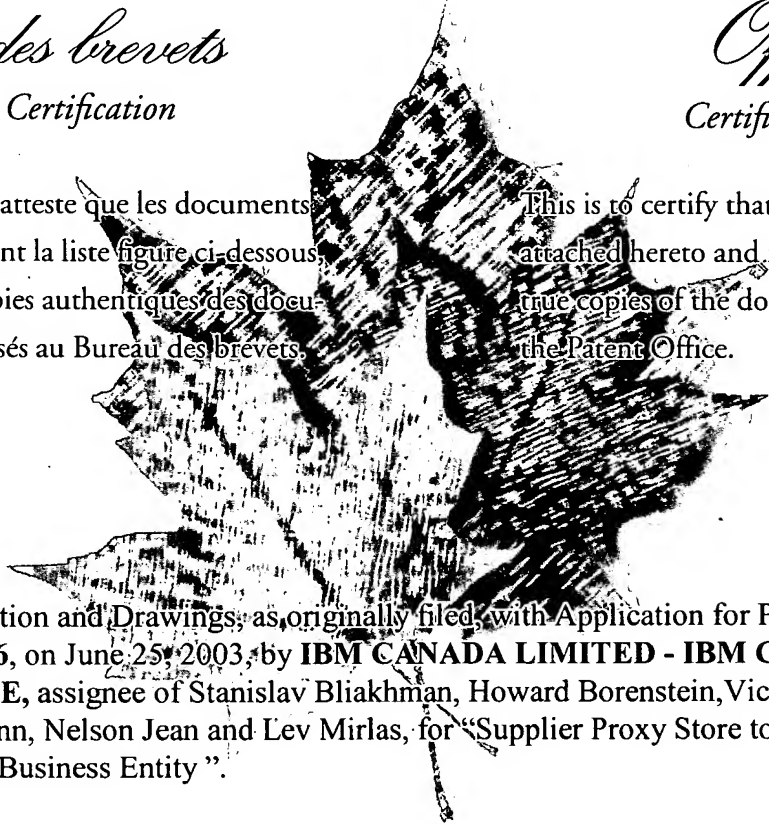 des brevets
Certification
atteste que les documents
nt la liste figure ci-dessous,
pies authentiques des docu-
sés au Bureau des brevets.
Certifi
This is to certify that
attached hereto and
true copies of the do
the Patent Office.
tion and Drawings, as originally filed, with Application for P
6, on June 25, 2003, by IBM CANADA LIMITED - IBM C
E, assignee of Stanislav Bliakhman, Howard Borenstein, Vic
nn, Nelson Jean and Lev Mirlas, for “Supplier Proxy Store to
Business Entity ”.